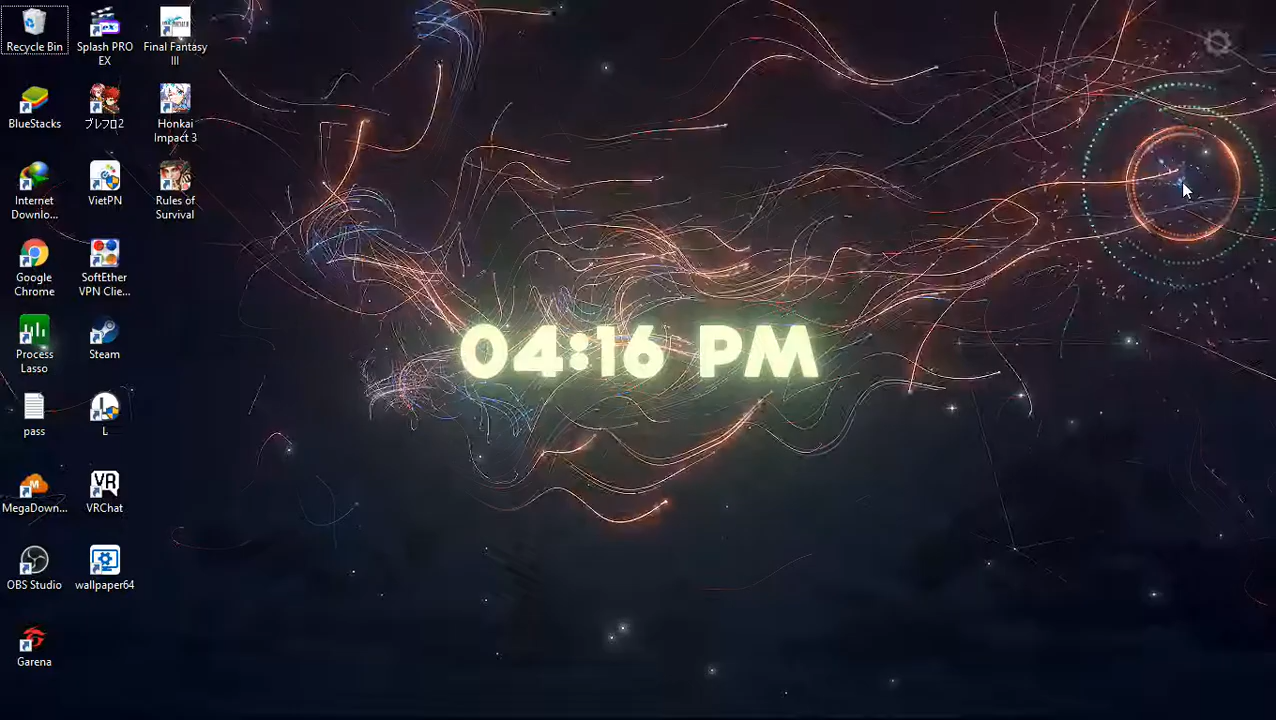 Recycle Bin
Splash PRO
EX
Final Fantasy
III
BlueStacks
ブレフロ2
Honkai
Impact 3
Internet
Downlo...
VietPN
Rules of
Survival
Google
Chrome
SoftEther
VPN Clie...
Process
Lasso
Steam
04:16 PM
pass
L
MegaDown...
VRChat
OBS Studio
wallpaper64
Garena